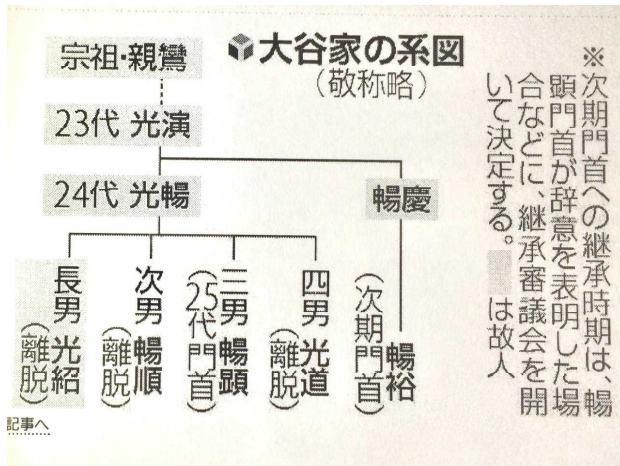 大谷家の系図
(敬称略)
宗祖・親鸞
23代 光演
24代 光暢
暢慶
長男 光紹
(離脱)
次男 暢順
(離脱)
三男 暢顕
(25代門首)
四男 光道
(離脱)
暢裕
(次期門首)
※次期門首への継承時期は、暢
顕門首が辞意を表明した場
合などに、継承審議会を開
いて決定する。 は故人
記事へ